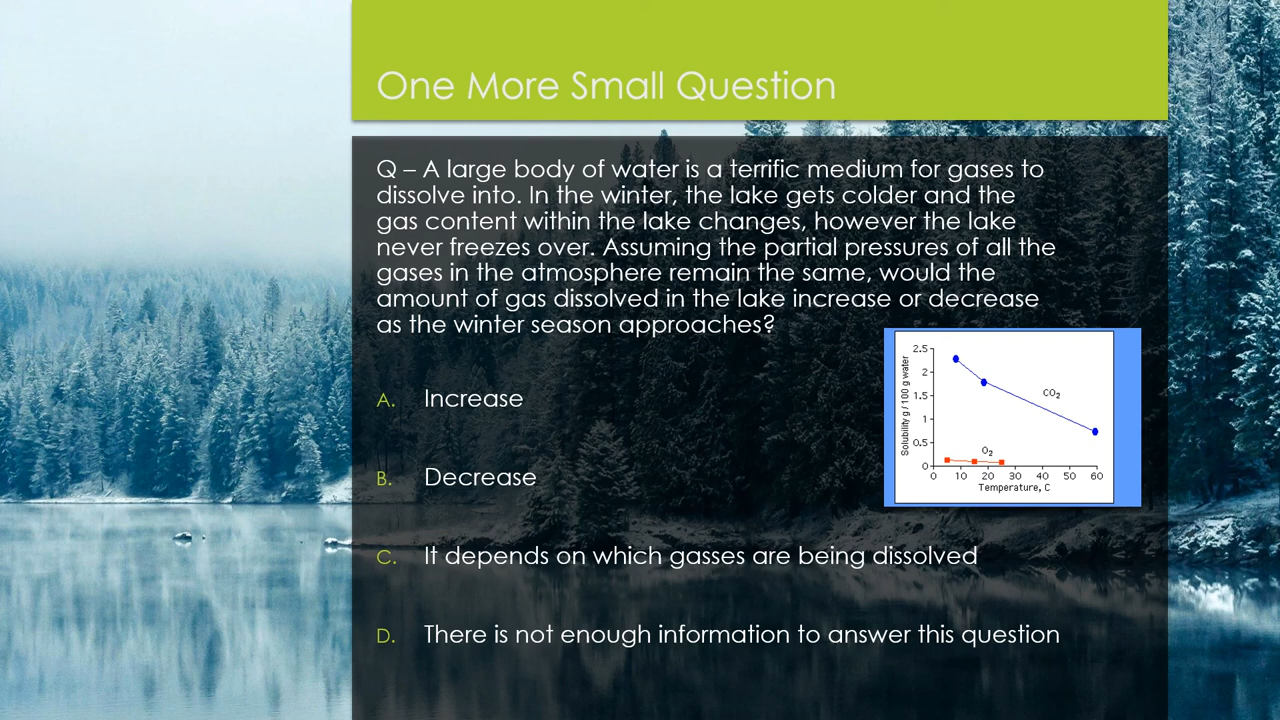 One More Small Question
Q – A large body of water is a terrific medium for gases to
dissolve into. In the winter, the lake gets colder and the
gas content within the lake changes, however the lake
never freezes over. Assuming the partial pressures of all the
gases in the atmosphere remain the same, would the
amount of gas dissolved in the lake increase or decrease
as the winter season approaches?
A. Increase
B. Decrease
C. It depends on which gasses are being dissolved
D. There is not enough information to answer this question
Solubility g / 100 g water
2.5
2
1.5
1
0.5
0
CO2
O2
0 10 20 30 40 50 60
Temperature, C